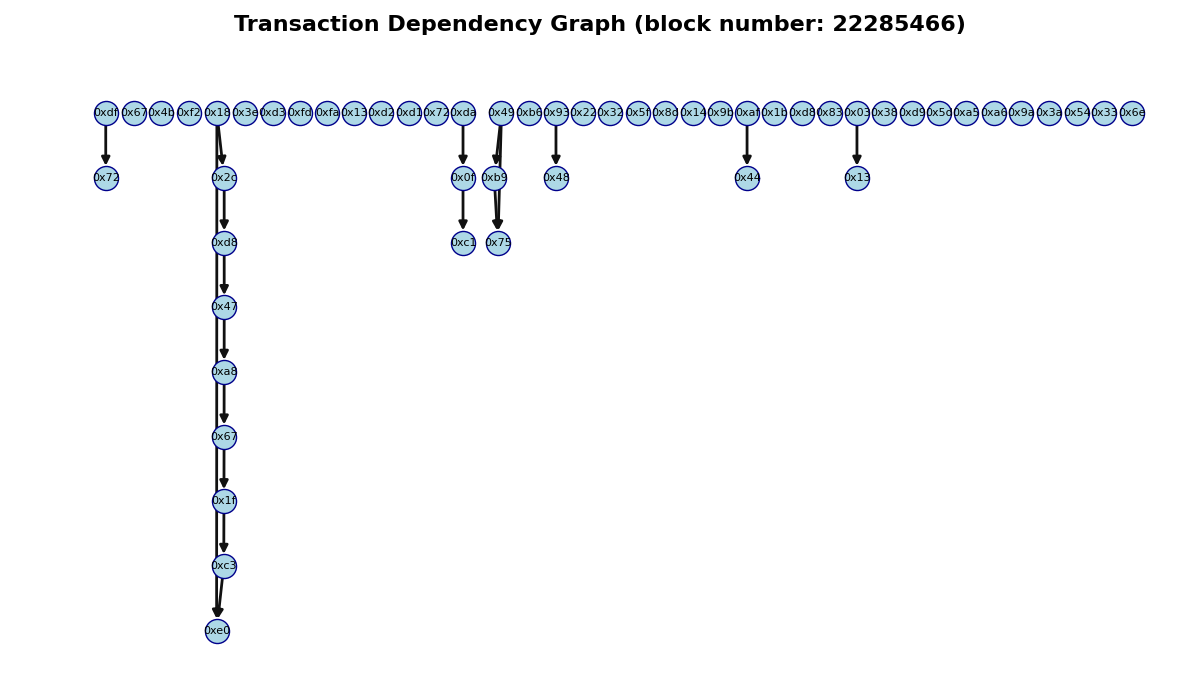 Transaction Dependency Graph (block number: 22285466)
0xdf 0x67 0x4b 0xf2 0x18 0x3e 0xd3 0xfd 0xfa 0x13 0xd2 0xd1 0x72 0xda 0x49 0xb6 0x93 0x22 0x32 0x5f 0x8d 0x14 0x9b 0xaf 0x1b 0xd8 0x83 0x03 0x38 0xd9 0x5d 0xa5 0xa6 0x9a 0x3a 0x54 0x33 0x6e
0x72 0x2c 0x0f 0xb9 0x48 0x44 0x13
0xd8 0xc1 0x75
0x47
0xa8
0x67
0x1f
0xc3
0xe0